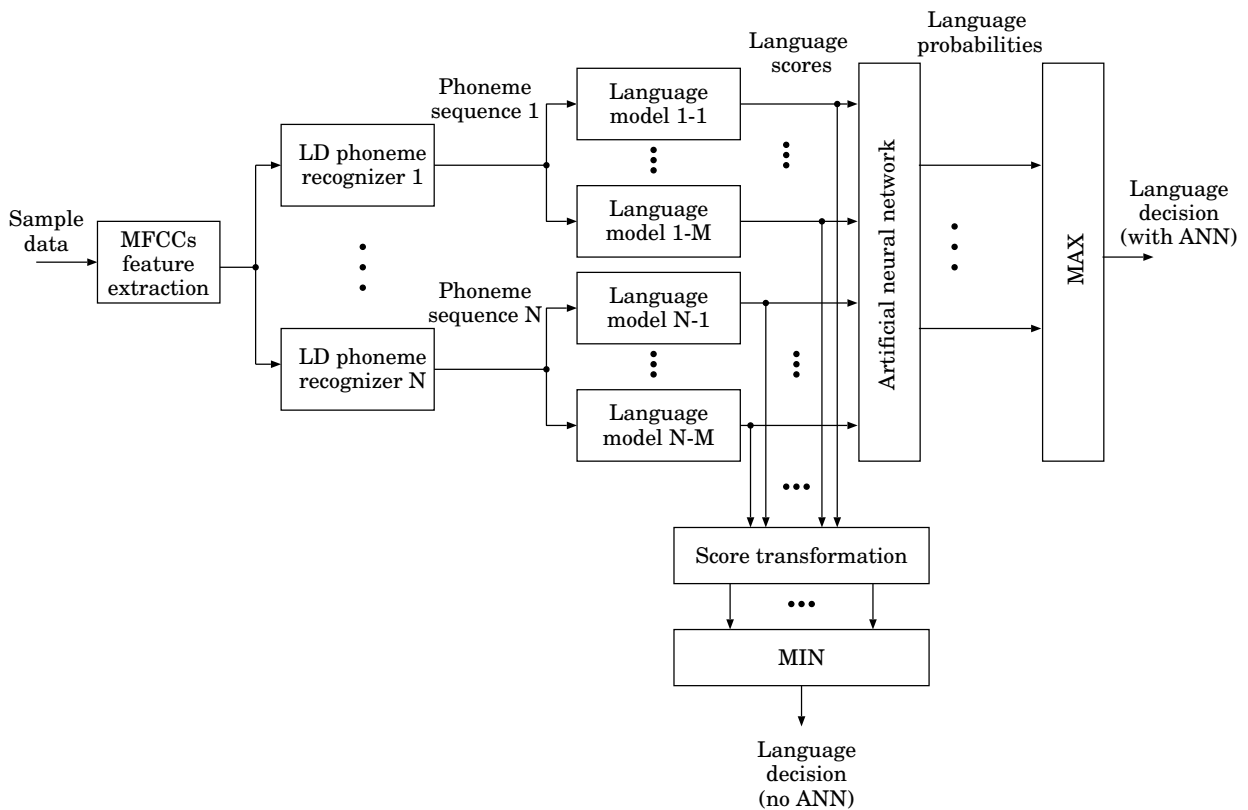 Sample
data
MFCCs
feature
extraction
LD phoneme
recognizer 1
LD phoneme
recognizer N
Phoneme
sequence 1
Phoneme
sequence N
Language
model 1-1
Language
model 1-M
Language
model N-1
Language
model N-M
Language
scores
Artificial neural network
Language
probabilities
MAX
Language
decision
(with ANN)
Score transformation
MIN
Language
decision
(no ANN)